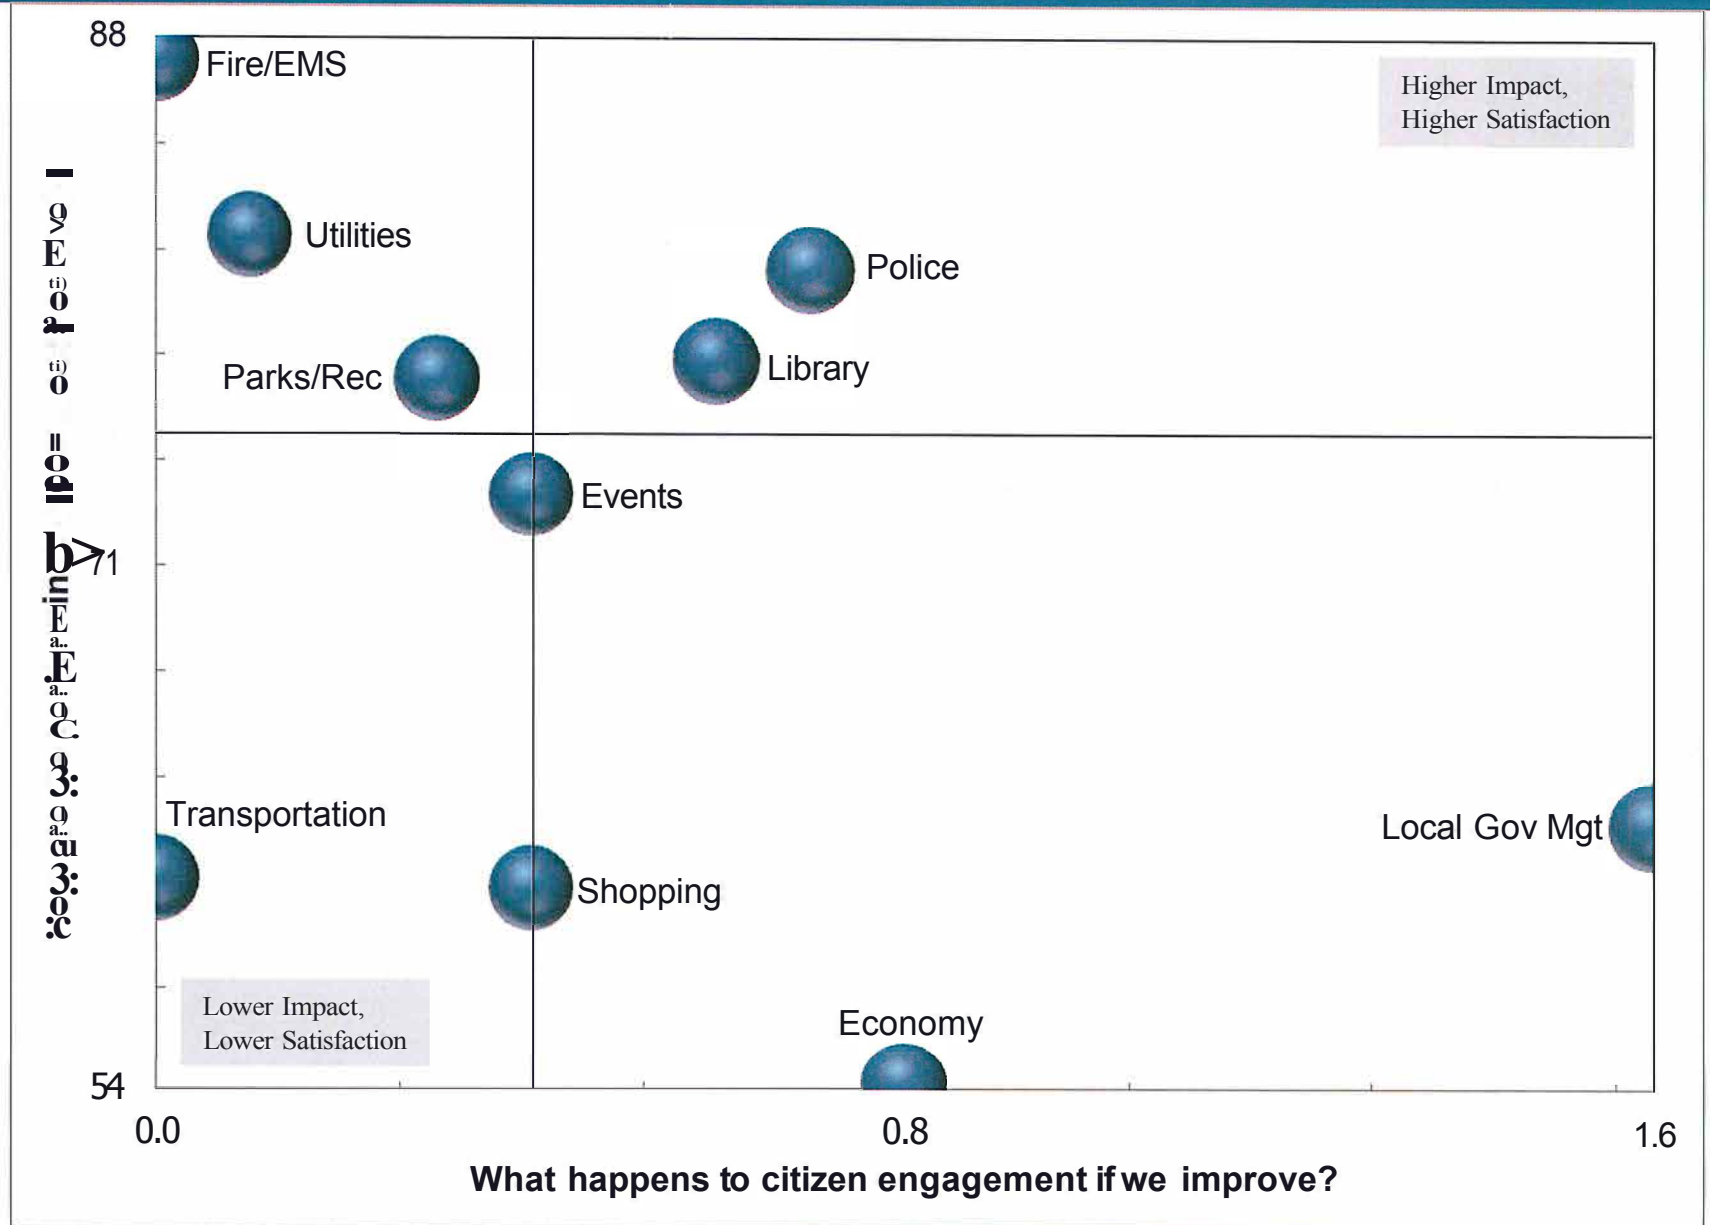 88
Fire/EMS
Higher Impact,
Higher Satisfaction
Utilities
Police
Parks/Rec
Library
Events
71
Transportation
Local Gov Mgt
Shopping
Lower Impact,
Lower Satisfaction
Economy
54
0.0
0.8
1.6
What happens to citizen engagement if we improve?